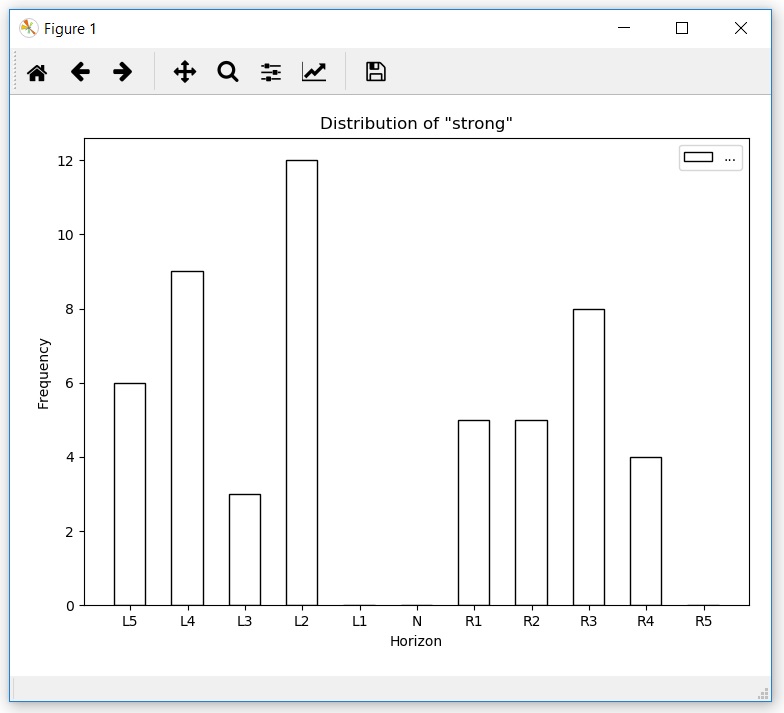 Figure 1
Distribution of "strong"
...
12
10
8
6
4
2
0
Frequency
L5 L4 L3 L2 L1 N R1 R2 R3 R4 R5
Horizon